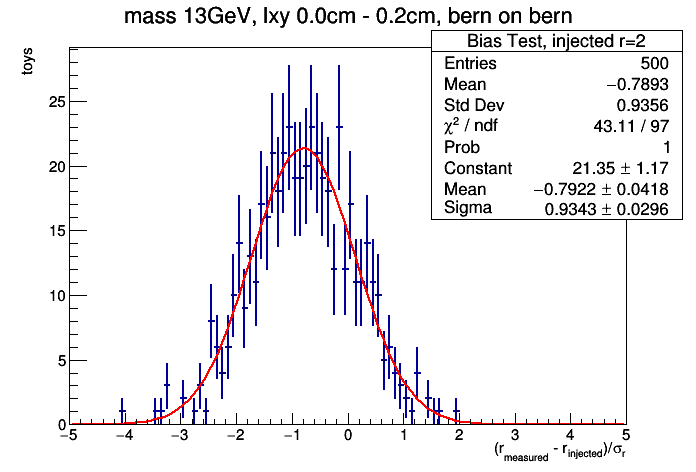 mass 13GeV, lxy 0.0cm - 0.2cm, bern on bern
Bias Test, injected r=2
Entries 500
Mean −0.7893
Std Dev 0.9356
χ² / ndf 43.11 / 97
Prob 1
Constant 21.35 ± 1.17
Mean −0.7922 ± 0.0418
Sigma 0.9343 ± 0.0296
toys
25
20
15
10
5
0
−5 −4 −3 −2 −1 0 1 2 3 4 5
(r_measured - r_injected)/σ_r